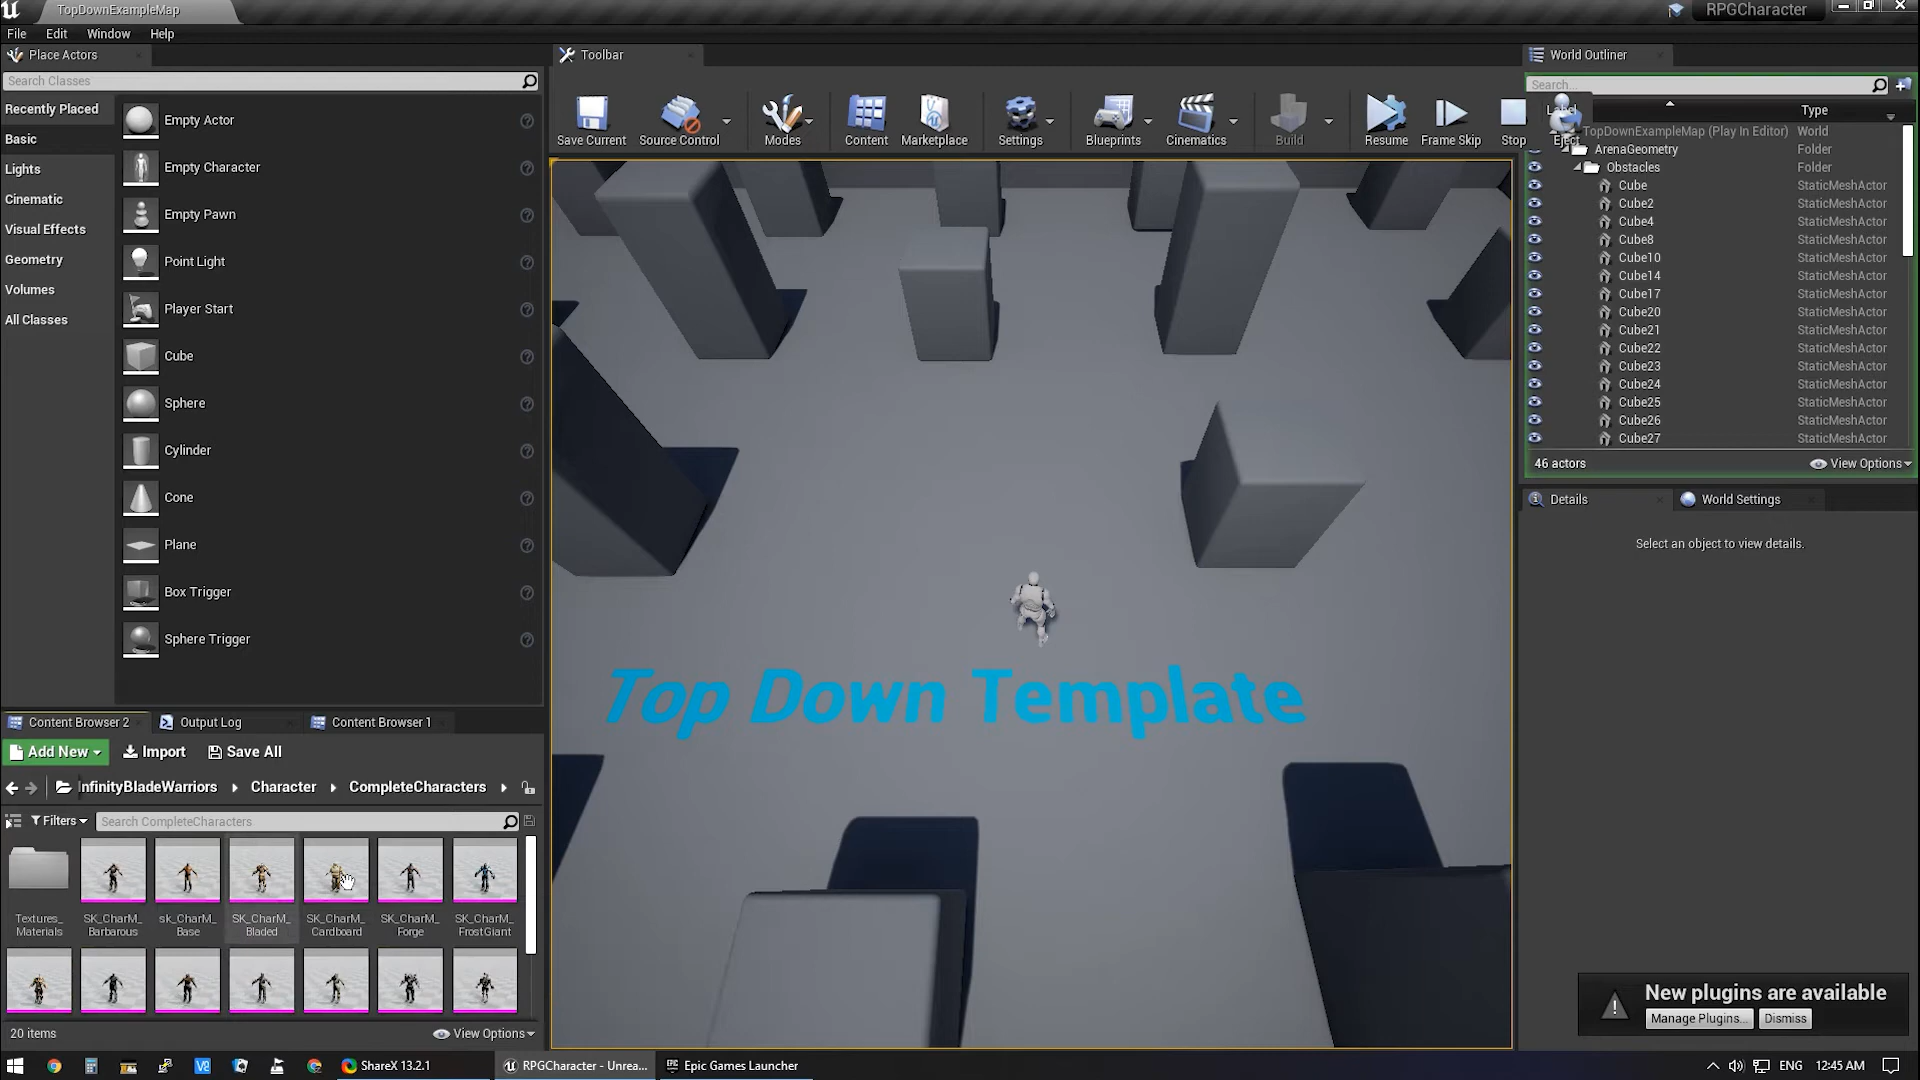 TopDownExampleMap
RPGCharacter
File Edit Window Help
Place Actors
Toolbar
World Outliner
Search Classes
Search...
Recently Placed
Basic
Lights
Cinematic
Visual Effects
Geometry
Volumes
All Classes
Empty Actor
Empty Character
Empty Pawn
Point Light
Player Start
Cube
Sphere
Cylinder
Cone
Plane
Box Trigger
Sphere Trigger
Save Current
Source Control
Modes
Content
Marketplace
Settings
Blueprints
Cinematics
Build
Resume
Frame Skip
Stop
Eject
Label
Type
TopDownExampleMap (Play In Editor) World
ArenaGeometry Folder
Obstacles Folder
Cube StaticMeshActor
Cube2 StaticMeshActor
Cube4 StaticMeshActor
Cube8 StaticMeshActor
Cube10 StaticMeshActor
Cube14 StaticMeshActor
Cube17 StaticMeshActor
Cube20 StaticMeshActor
Cube21 StaticMeshActor
Cube22 StaticMeshActor
Cube23 StaticMeshActor
Cube24 StaticMeshActor
Cube25 StaticMeshActor
Cube26 StaticMeshActor
Cube27 StaticMeshActor
46 actors
View Options
Details
World Settings
Select an object to view details.
Top Down Template
Content Browser 2
Output Log
Content Browser 1
Add New
Import
Save All
nfinityBladeWarriors Character CompleteCharacters
Filters
Search CompleteCharacters
Textures_
Materials
SK_CharM_
Barbarous
sk_CharM_
Base
SK_CharM_
Bladed
SK_CharM_
Cardboard
SK_CharM_
Forge
SK_CharM_
FrostGiant
20 items
View Options
New plugins are available
Manage Plugins...
Dismiss
ShareX 13.2.1
RPGCharacter - Unrea...
Epic Games Launcher
ENG
12:45 AM